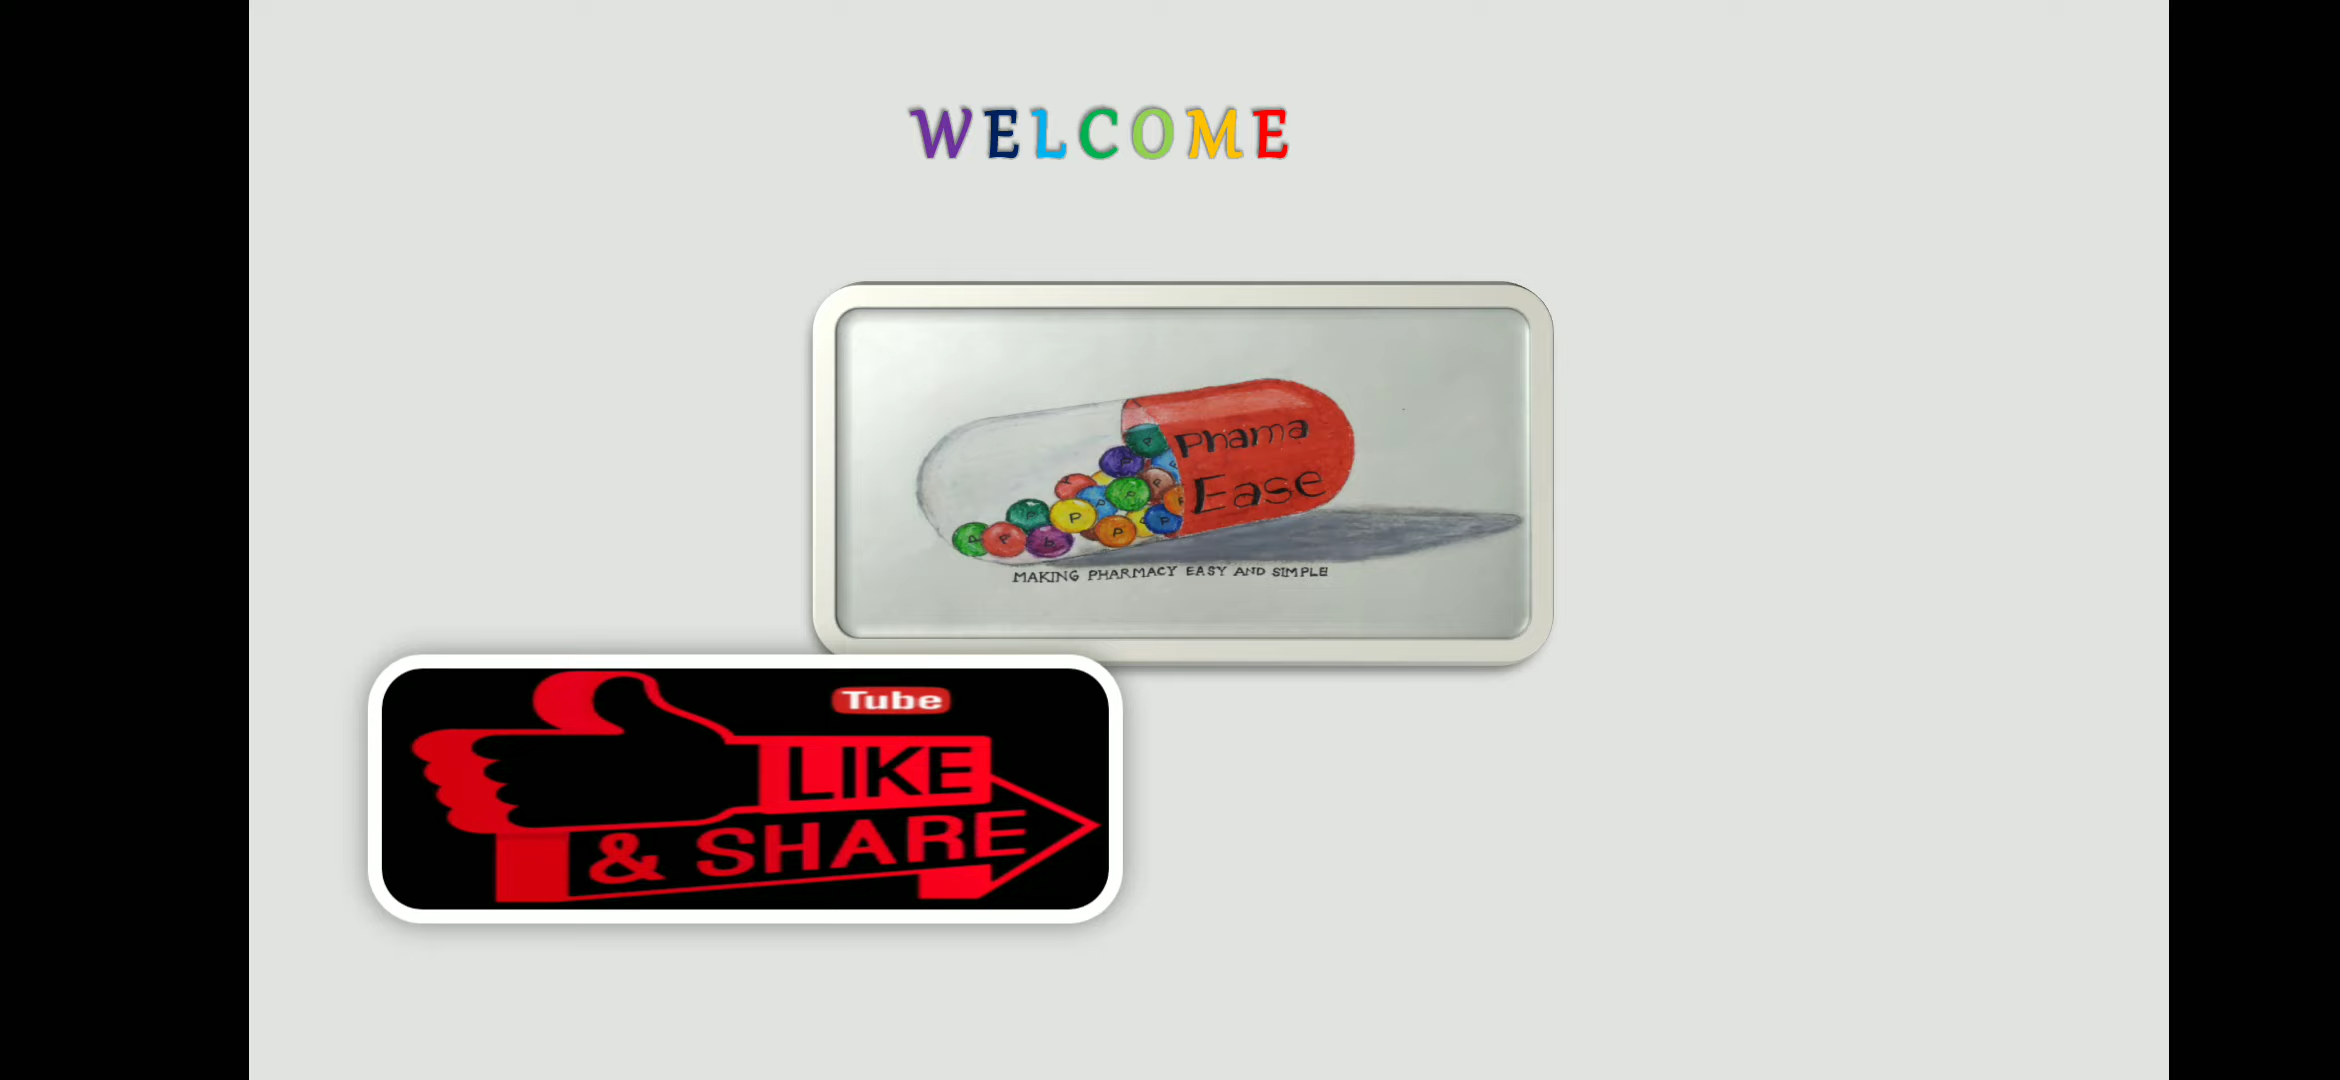 WELCOME
Phama
Ease
MAKING PHARMACY EASY AND SIMPLE
Tube
LIKE
& SHARE